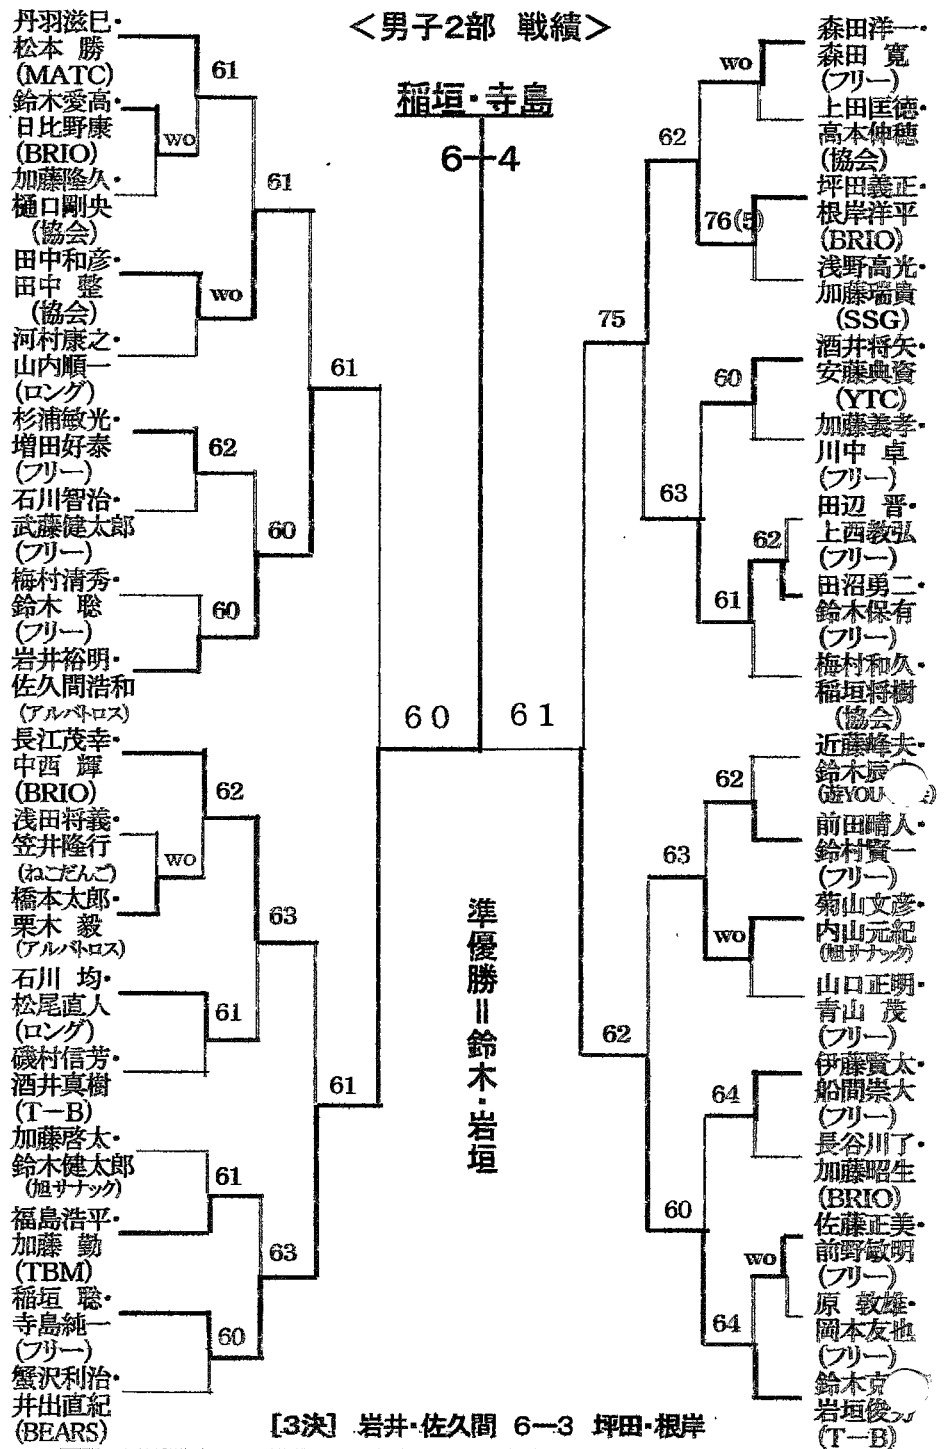 ＜男子2部 戦績＞
稲垣・寺島
6―4
丹羽滋巳・
松本 勝
(MATC)
鈴木愛高・
日比野康
(BRIO)
加藤隆久・
樋口剛央
(協会)
田中和彦・
田中 整
(協会)
河村康之・
山内順一
(ロング)
杉浦敏光・
増田好泰
(フリー)
石川智治・
武藤健太郎
(フリー)
梅村清秀・
鈴木 聡
(フリー)
岩井裕明・
佐久間浩和
(アルバトロス)
長江茂幸・
中西 輝
(BRIO)
浅田将義・
笠井隆行
(ねこだんご)
橋本太郎・
栗木 毅
(アルバトロス)
石川 均・
松尾直人
(ロング)
磯村信芳・
酒井真樹
(T－B)
加藤啓太・
鈴木健太郎
(旭サナック)
福島浩平・
加藤 勤
(TBM)
稲垣 聡・
寺島純一
(フリー)
蟹沢利治・
井出直紀
(BEARS)
61
wo
61
wo
61
62
60
60
60
62
wo
63
61
61
61
63
60
61
準優勝＝鈴木・岩垣
wo
62
76(5)
75
60
63
62
61
62
63
wo
62
64
60
wo
64
森田洋一・
森田 寛
(フリー)
上田匡徳・
高本伸穂
(協会)
坪田義正・
根岸洋平
(BRIO)
浅野高光・
加藤瑞貴
(SSG)
酒井将矢・
安藤典資
(YTC)
加藤義孝・
川中 卓
(フリー)
田辺 晋・
上西教弘
(フリー)
田沼勇二・
鈴木保有
(フリー)
梅村和久・
稲垣将樹
(協会)
近藤峰夫・
鈴木辰
(遊YOU
前田晴人・
鈴村賢一
(フリー)
菊山文彦・
内山元紀
(旭サナック)
山口正明・
青山 茂
(フリー)
伊藤賢太・
船間崇大
(フリー)
長谷川了・
加藤昭生
(BRIO)
佐藤正美・
前野敏明
(フリー)
原 敦雄・
岡本友也
(フリー)
鈴木克
岩垣俊
(T－B)
[3決] 岩井・佐久間 6―3 坪田・根岸